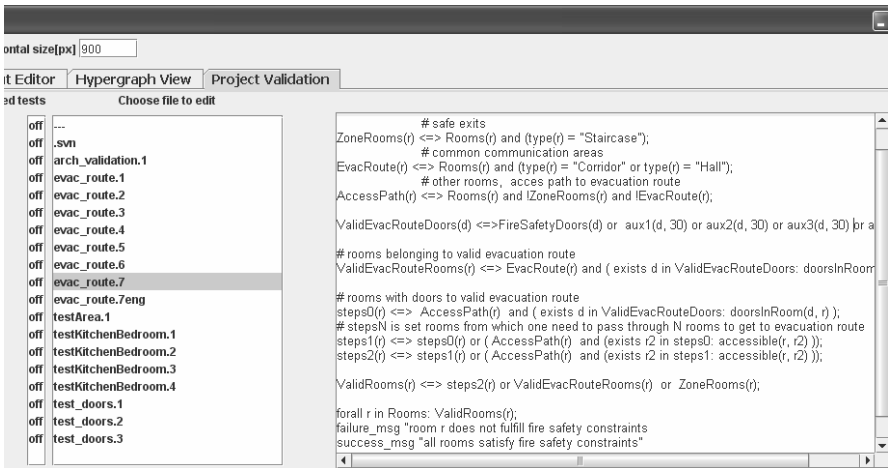 ontal size[px] 900
t Editor Hypergraph View Project Validation
ed tests Choose file to edit
off ---
off .svn
off arch_validation.1
off evac_route.1
off evac_route.2
off evac_route.3
off evac_route.4
off evac_route.5
off evac_route.6
off evac_route.7
off evac_route.7eng
off testArea.1
off testKitchenBedroom.1
off testKitchenBedroom.2
off testKitchenBedroom.3
off testKitchenBedroom.4
off test_doors.1
off test_doors.2
off test_doors.3
# safe exits
ZoneRooms(r) <=> Rooms(r) and (type(r) = "Staircase");
# common communication areas
EvacRoute(r) <=> Rooms(r) and (type(r) = "Corridor" or type(r) = "Hall");
# other rooms, acces path to evacuation route
AccessPath(r) <=> Rooms(r) and !ZoneRooms(r) and !EvacRoute(r);
ValidEvacRouteDoors(d) <=>FireSafetyDoors(d) or aux1(d, 30) or aux2(d, 30) or aux3(d, 30) or a
# rooms belonging to valid evacuation route
ValidEvacRouteRooms(r) <=> EvacRoute(r) and ( exists d in ValidEvacRouteDoors: doorsInRoom
# rooms with doors to valid evacuation route
steps0(r) <=> AccessPath(r) and ( exists d in ValidEvacRouteDoors: doorsInRoom(d, r) );
# stepsN is set rooms from which one need to pass through N rooms to get to evacuation route
steps1(r) <=> steps0(r) or ( AccessPath(r) and (exists r2 in steps0: accessible(r, r2) ));
steps2(r) <=> steps1(r) or ( AccessPath(r) and (exists r2 in steps1: accessible(r, r2) ));
ValidRooms(r) <=> steps2(r) or ValidEvacRouteRooms(r) or ZoneRooms(r);
forall r in Rooms: ValidRooms(r);
failure_msg "room r does not fulfill fire safety constraints
success_msg "all rooms satisfy fire safety constraints"